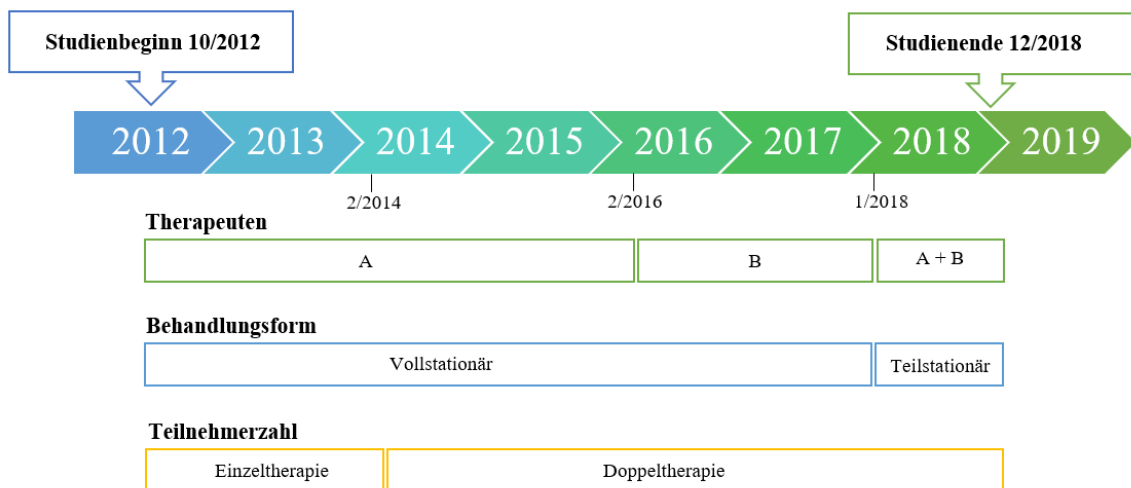 Studienbeginn 10/2012
Studienende 12/2018
2012 2013 2014 2015 2016 2017 2018 2019
2/2014 2/2016 1/2018
Therapeuten
A B A + B
Behandlungsform
Vollstationär Teilstationär
Teilnehmerzahl
Einzeltherapie Doppeltherapie